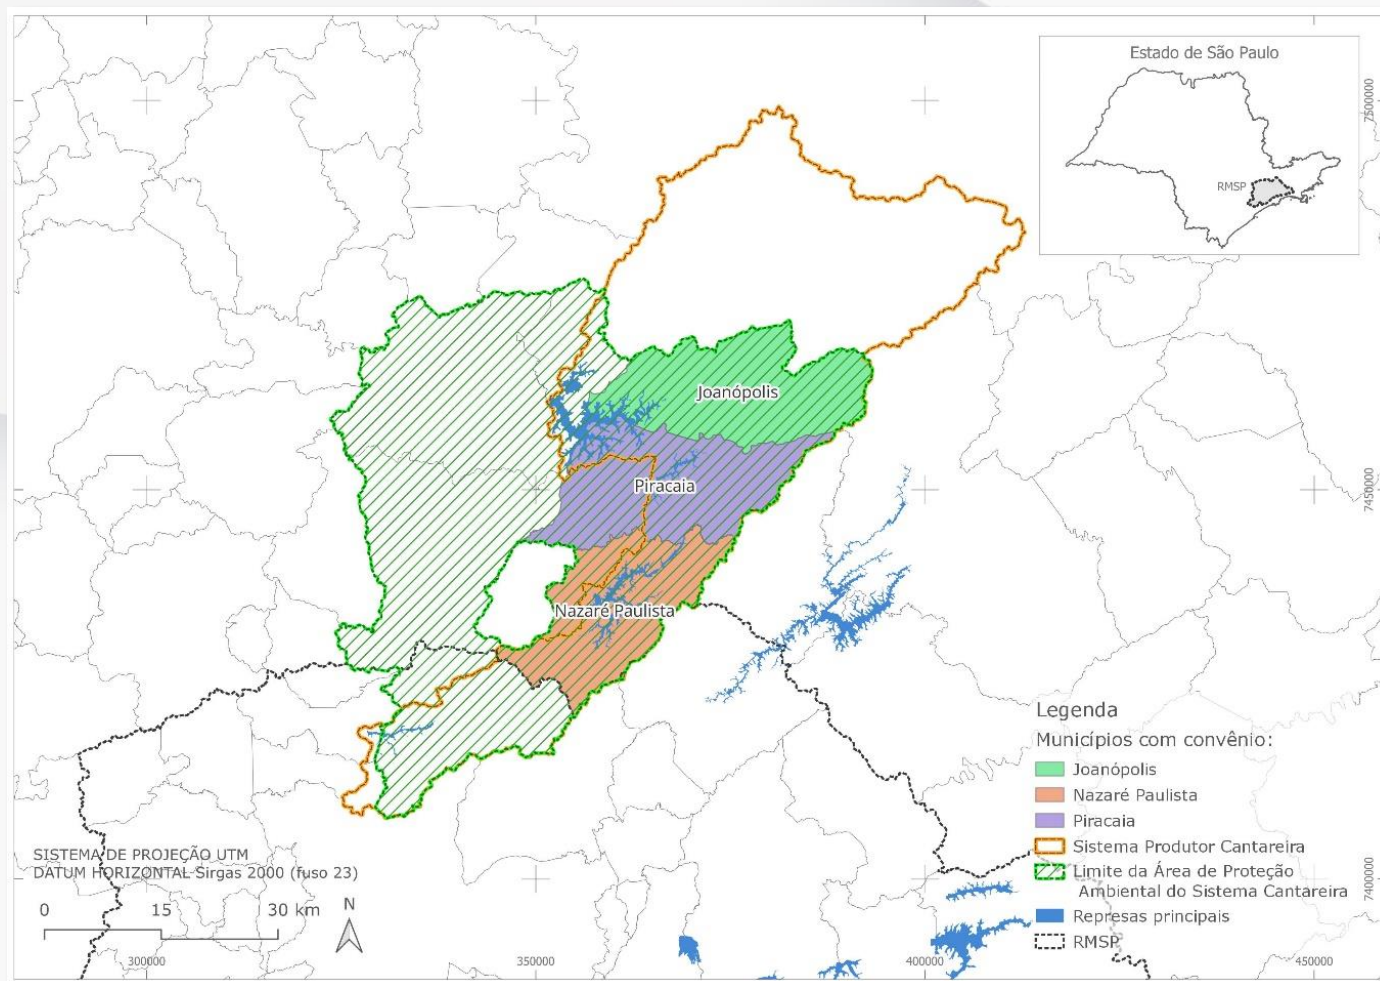 Estado de São Paulo
RMSP
7500000
Joanópolis
Piracaia
7450000
Nazaré Paulista
Legenda
Municípios com convênio:
Joanópolis
Nazaré Paulista
Piracaia
Sistema Produtor Cantareira
Limite da Área de Proteção
Ambiental do Sistema Cantareira
Represas principais
RMSP
7400000
SISTEMA DE PROJEÇÃO UTM
DATUM HORIZONTAL Sirgas 2000 (fuso 23)
0 15 30 km
N
300000 350000 400000 450000